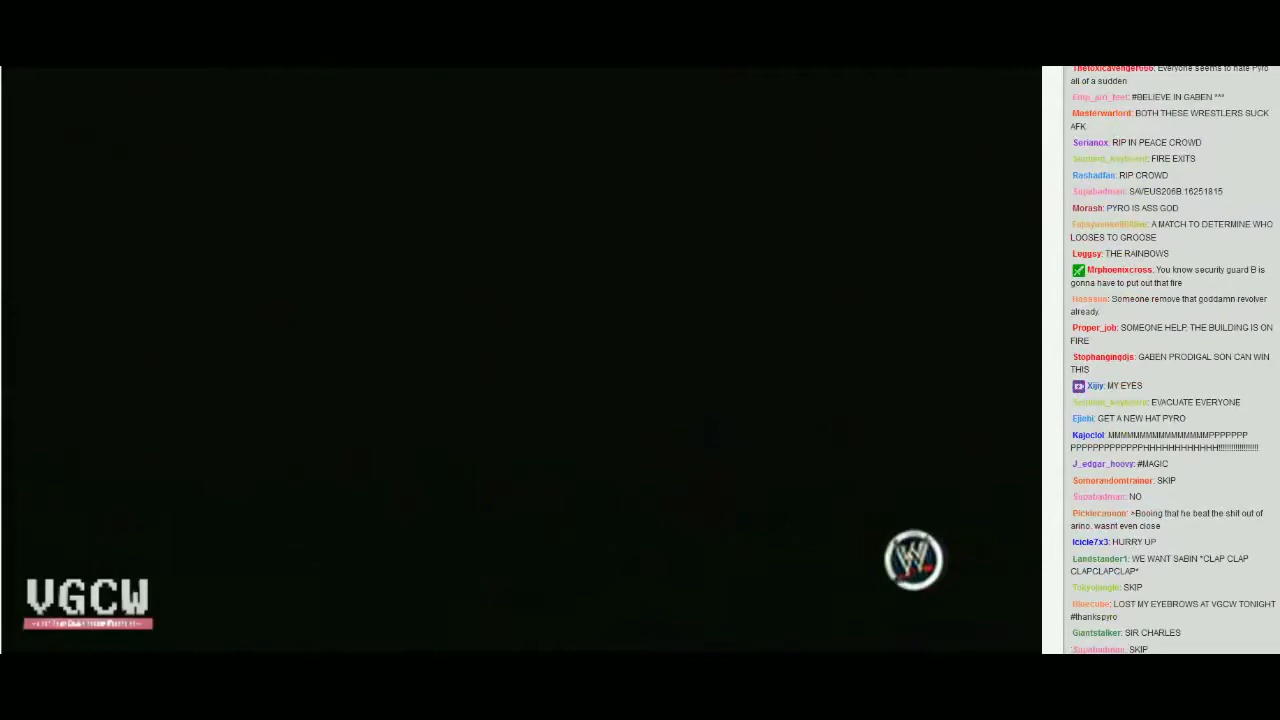 Everyone seems to hate Pyro
all of a sudden
#BELIEVE IN GABEN ***
Masterwarlord: BOTH THESE WRESTLERS SUCK
AFK
Serianox: RIP IN PEACE CROWD
FIRE EXITS
Rashadfan: RIP CROWD
Supabadman: SAVEUS206B.16251815
Morash: PYRO IS ASS GOD
A MATCH TO DETERMINE WHO
LOOSES TO GROOSE
Leggsy: THE RAINBOWS
Mrphoenixcross: You know security guard B is
gonna have to put out that fire
Someone remove that goddamn revolver
already.
Proper_job: SOMEONE HELP, THE BUILDING IS ON
FIRE
Stophangingdjs: GABEN PRODIGAL SON CAN WIN
THIS
Xijiy: MY EYES
EVACUATE EVERYONE
Ejiehi: GET A NEW HAT PYRO
Kajoclol: MMMMMMMMMMMMMMMMPPPPPPP
PPPPPPPPPPPPPHHHHHHHHHHHH!!!!!!!!!!!!!!!!!!!!
J_edgar_hoovy: #MAGIC
Somerandomtrainer: SKIP
Supabadman: NO
Picklecannon: >Booing that he beat the shit out of
arino. wasnt even close
Icicle7x3: HURRY UP
Landstander1: WE WANT SABIN *CLAP CLAP
CLAPCLAPCLAP*
Tokyojungle: SKIP
Bluecube: LOST MY EYEBROWS AT VGCW TONIGHT
#thankspyro
Giantstalker: SIR CHARLES
Supabadman: SKIP
W
VGCW